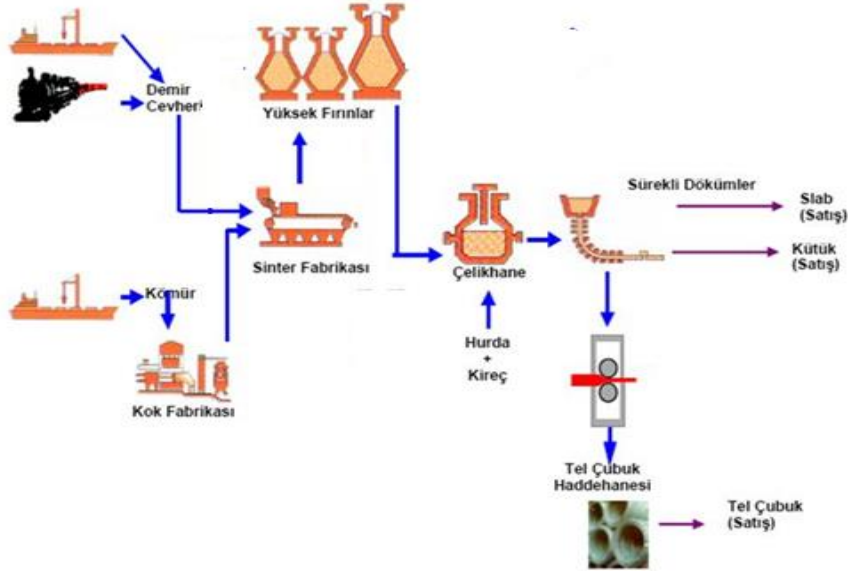 Demir
Cevheri
Yüksek Fırınlar
Sürekli Dökümler
Slab
(Satış)
Sinter Fabrikası
Çelikhane
Kütük
(Satış)
Kömür
Hurda
+
Kireç
Kok Fabrikası
Tel Çubuk
Haddehanesi
Tel Çubuk
(Satış)